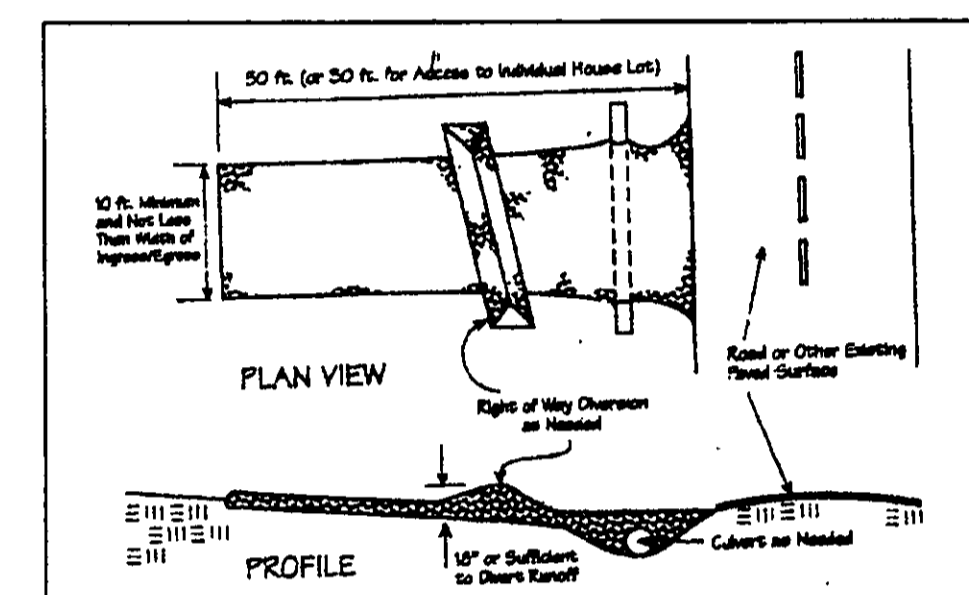 50 ft. (or 30 ft. for Access to Individual House Lot)
10 ft. Minimum
and Not Less
Than Width of
Ingress/Egress
PLAN VIEW
Road or Other Existing
Paved Surface
Right of Way Diversion
as Needed
Culvert as Needed
18" or Sufficient
to Divert Runoff
PROFILE